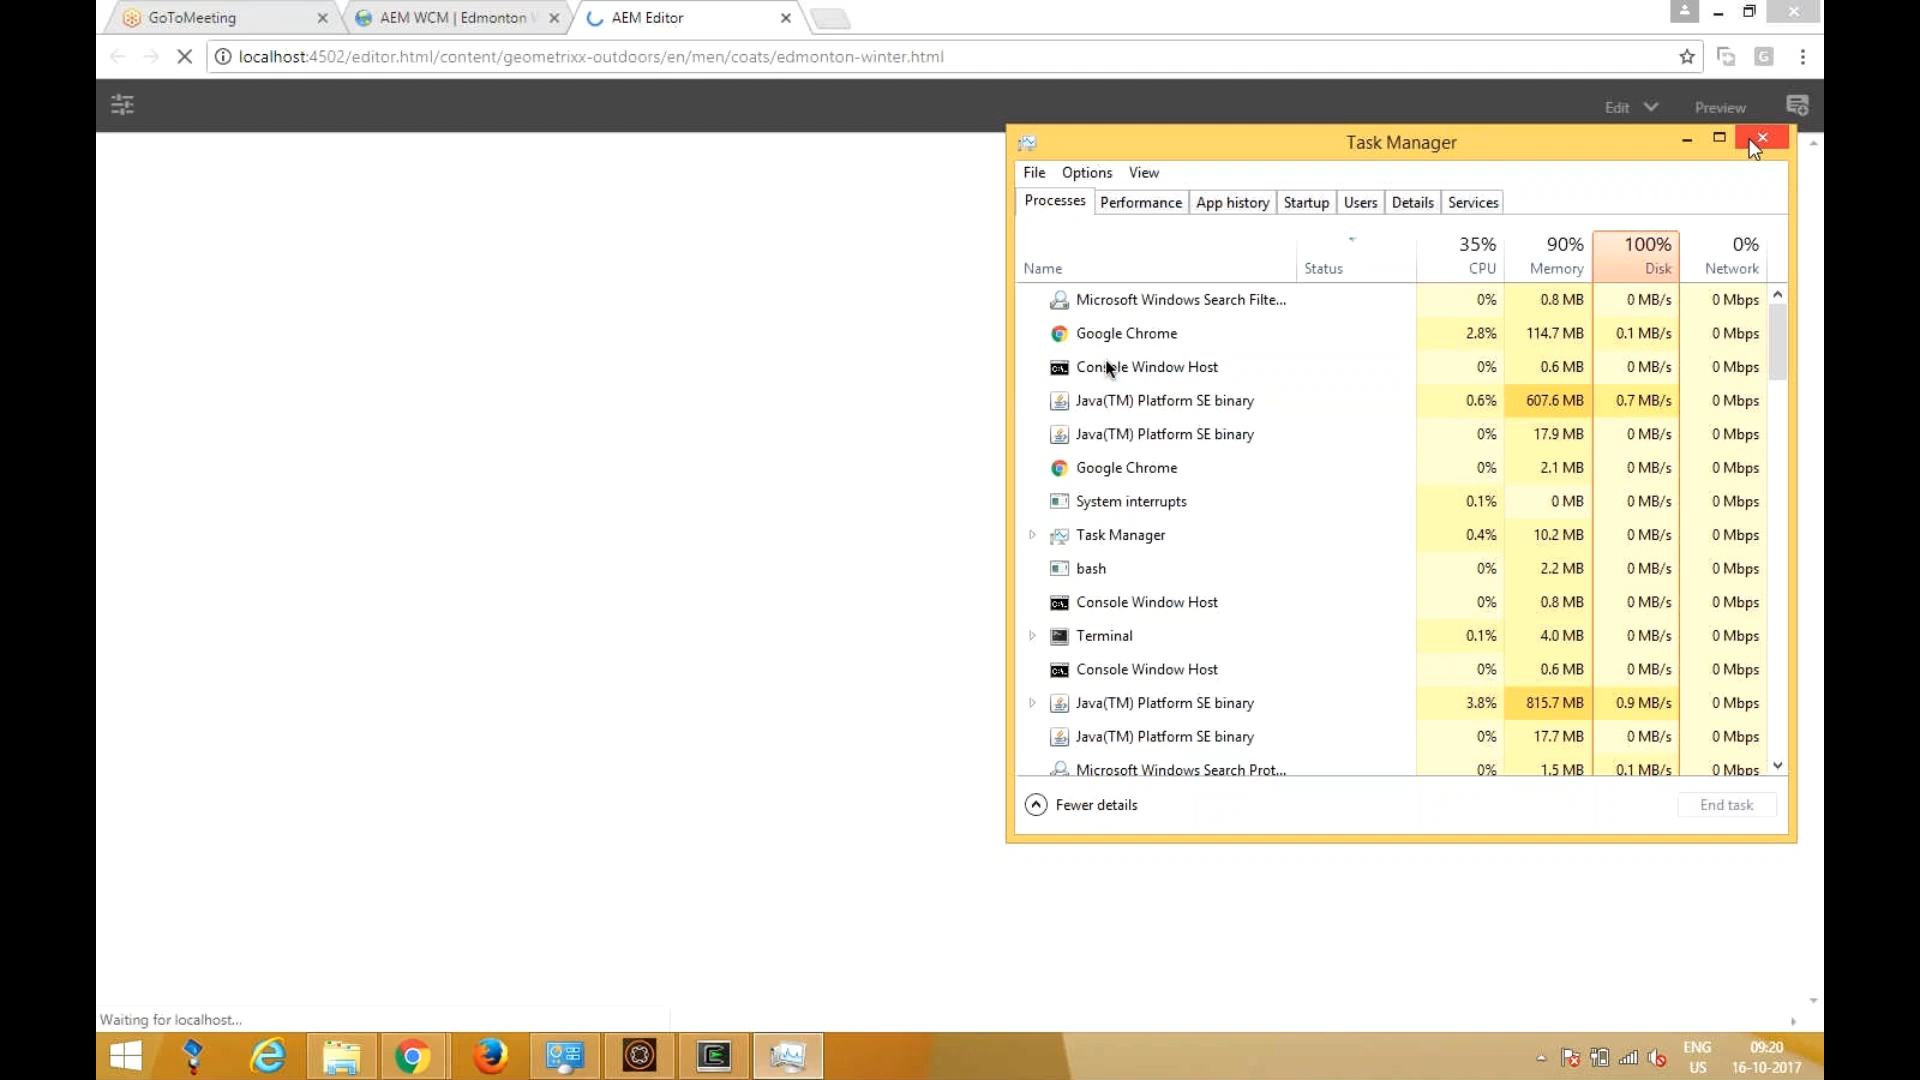 GoToMeeting
AEM WCM | Edmonton
AEM Editor
localhost:4502/editor.html/content/geometrixx-outdoors/en/men/coats/edmonton-winter.html
Edit
Preview
Task Manager
File Options View
Processes Performance App history Startup Users Details Services
35% 90% 100% 0%
Name Status CPU Memory Disk Network
Microsoft Windows Search Filte... 0% 0.8 MB 0 MB/s 0 Mbps
Google Chrome 2.8% 114.7 MB 0.1 MB/s 0 Mbps
Console Window Host 0% 0.6 MB 0 MB/s 0 Mbps
Java(TM) Platform SE binary 0.6% 607.6 MB 0.7 MB/s 0 Mbps
Java(TM) Platform SE binary 0% 17.9 MB 0 MB/s 0 Mbps
Google Chrome 0% 2.1 MB 0 MB/s 0 Mbps
System interrupts 0.1% 0 MB 0 MB/s 0 Mbps
Task Manager 0.4% 10.2 MB 0 MB/s 0 Mbps
bash 0% 2.2 MB 0 MB/s 0 Mbps
Console Window Host 0% 0.8 MB 0 MB/s 0 Mbps
Terminal 0.1% 4.0 MB 0 MB/s 0 Mbps
Console Window Host 0% 0.6 MB 0 MB/s 0 Mbps
Java(TM) Platform SE binary 3.8% 815.7 MB 0.9 MB/s 0 Mbps
Java(TM) Platform SE binary 0% 17.7 MB 0 MB/s 0 Mbps
Microsoft Windows Search Prot... 0% 1.5 MB 0.1 MB/s 0 Mbps
Fewer details
End task
Waiting for localhost...
ENG 09:20
US 16-10-2017